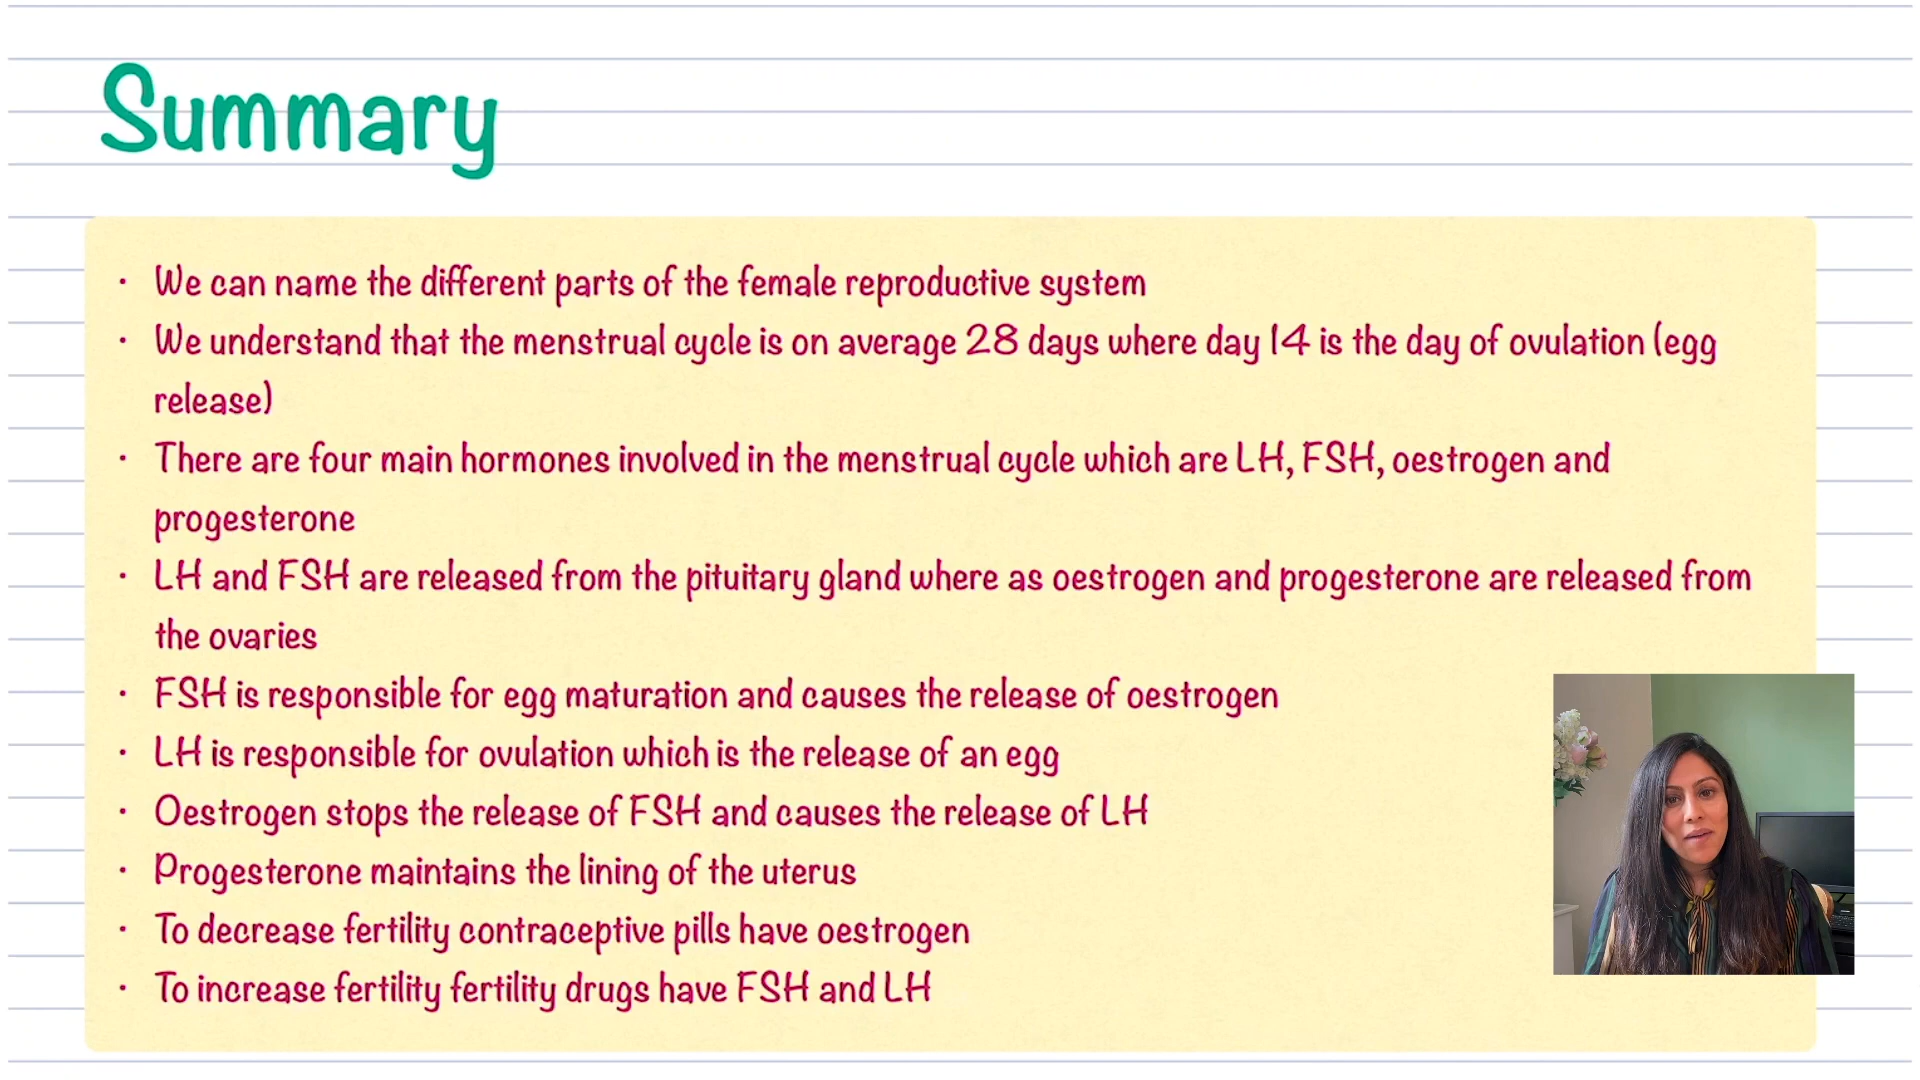 Summary
· We can name the different parts of the female reproductive system
· We understand that the menstrual cycle is on average 28 days where day 14 is the day of ovulation (egg
release)
· There are four main hormones involved in the menstrual cycle which are LH, FSH, oestrogen and
progesterone
· LH and FSH are released from the pituitary gland where as oestrogen and progesterone are released from
the ovaries
· FSH is responsible for egg maturation and causes the release of oestrogen
· LH is responsible for ovulation which is the release of an egg
· Oestrogen stops the release of FSH and causes the release of LH
· Progesterone maintains the lining of the uterus
· To decrease fertility contraceptive pills have oestrogen
· To increase fertility fertility drugs have FSH and LH